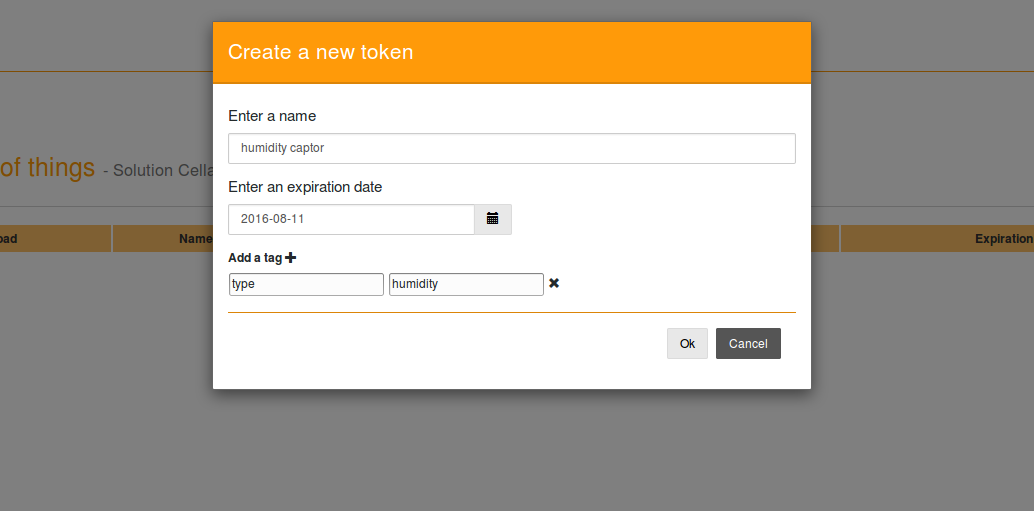 Create a new token
Enter a name
humidity captor
of things - Solution Cella
Enter an expiration date
2016-08-11
oad Name Expiration
Add a tag
type humidity
Ok Cancel